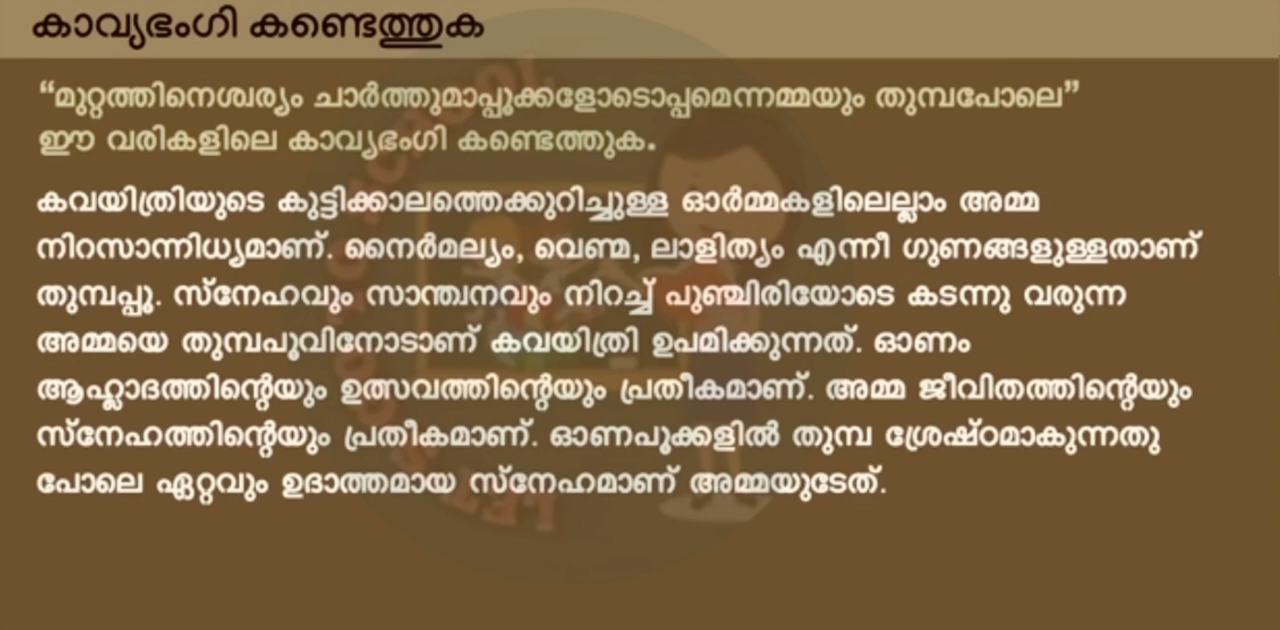 കാവ്യഭംഗി കണ്ടെത്തുക
“മുറ്റത്തിനെശ്വര്യം ചാർത്തുമാപ്പൂക്കളോടൊപ്പമെന്നമ്മയും തുമ്പപോലെ”
ഈ വരികളിലെ കാവ്യഭംഗി കണ്ടെത്തുക.
കവയിത്രിയുടെ കുട്ടിക്കാലത്തെക്കുറിച്ചുള്ള ഓർമ്മകളിലെല്ലാം അമ്മ
നിറസാന്നിധ്യമാണ്. നൈർമല്യം, വെണ്മ, ലാളിത്യം എന്നീ ഗുണങ്ങളുള്ളതാണ്
തുമ്പപ്പൂ. സ്നേഹവും സാന്ത്വനവും നിറച്ച് പുഞ്ചിരിയോടെ കടന്നു വരുന്ന
അമ്മയെ തുമ്പപൂവിനോടാണ് കവയിത്രി ഉപമിക്കുന്നത്. ഓണം
ആഹ്ലാദത്തിന്റെയും ഉത്സവത്തിന്റെയും പ്രതീകമാണ്. അമ്മ ജീവിതത്തിന്റെയും
സ്നേഹത്തിന്റെയും പ്രതീകമാണ്. ഓണപൂക്കളിൽ തുമ്പ ശ്രേഷ്ഠമാകുന്നതു
പോലെ ഏറ്റവും ഉദാത്തമായ സ്നേഹമാണ് അമ്മയുടേത്.